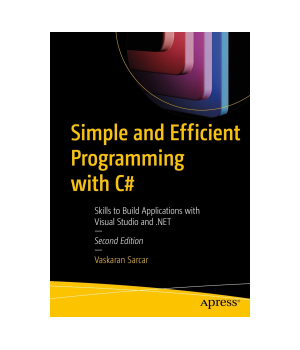 Simple and Efficient
Programming
with C#
Skills to Build Applications with
Visual Studio and .NET
—
Second Edition
—
Vaskaran Sarcar
Apress®